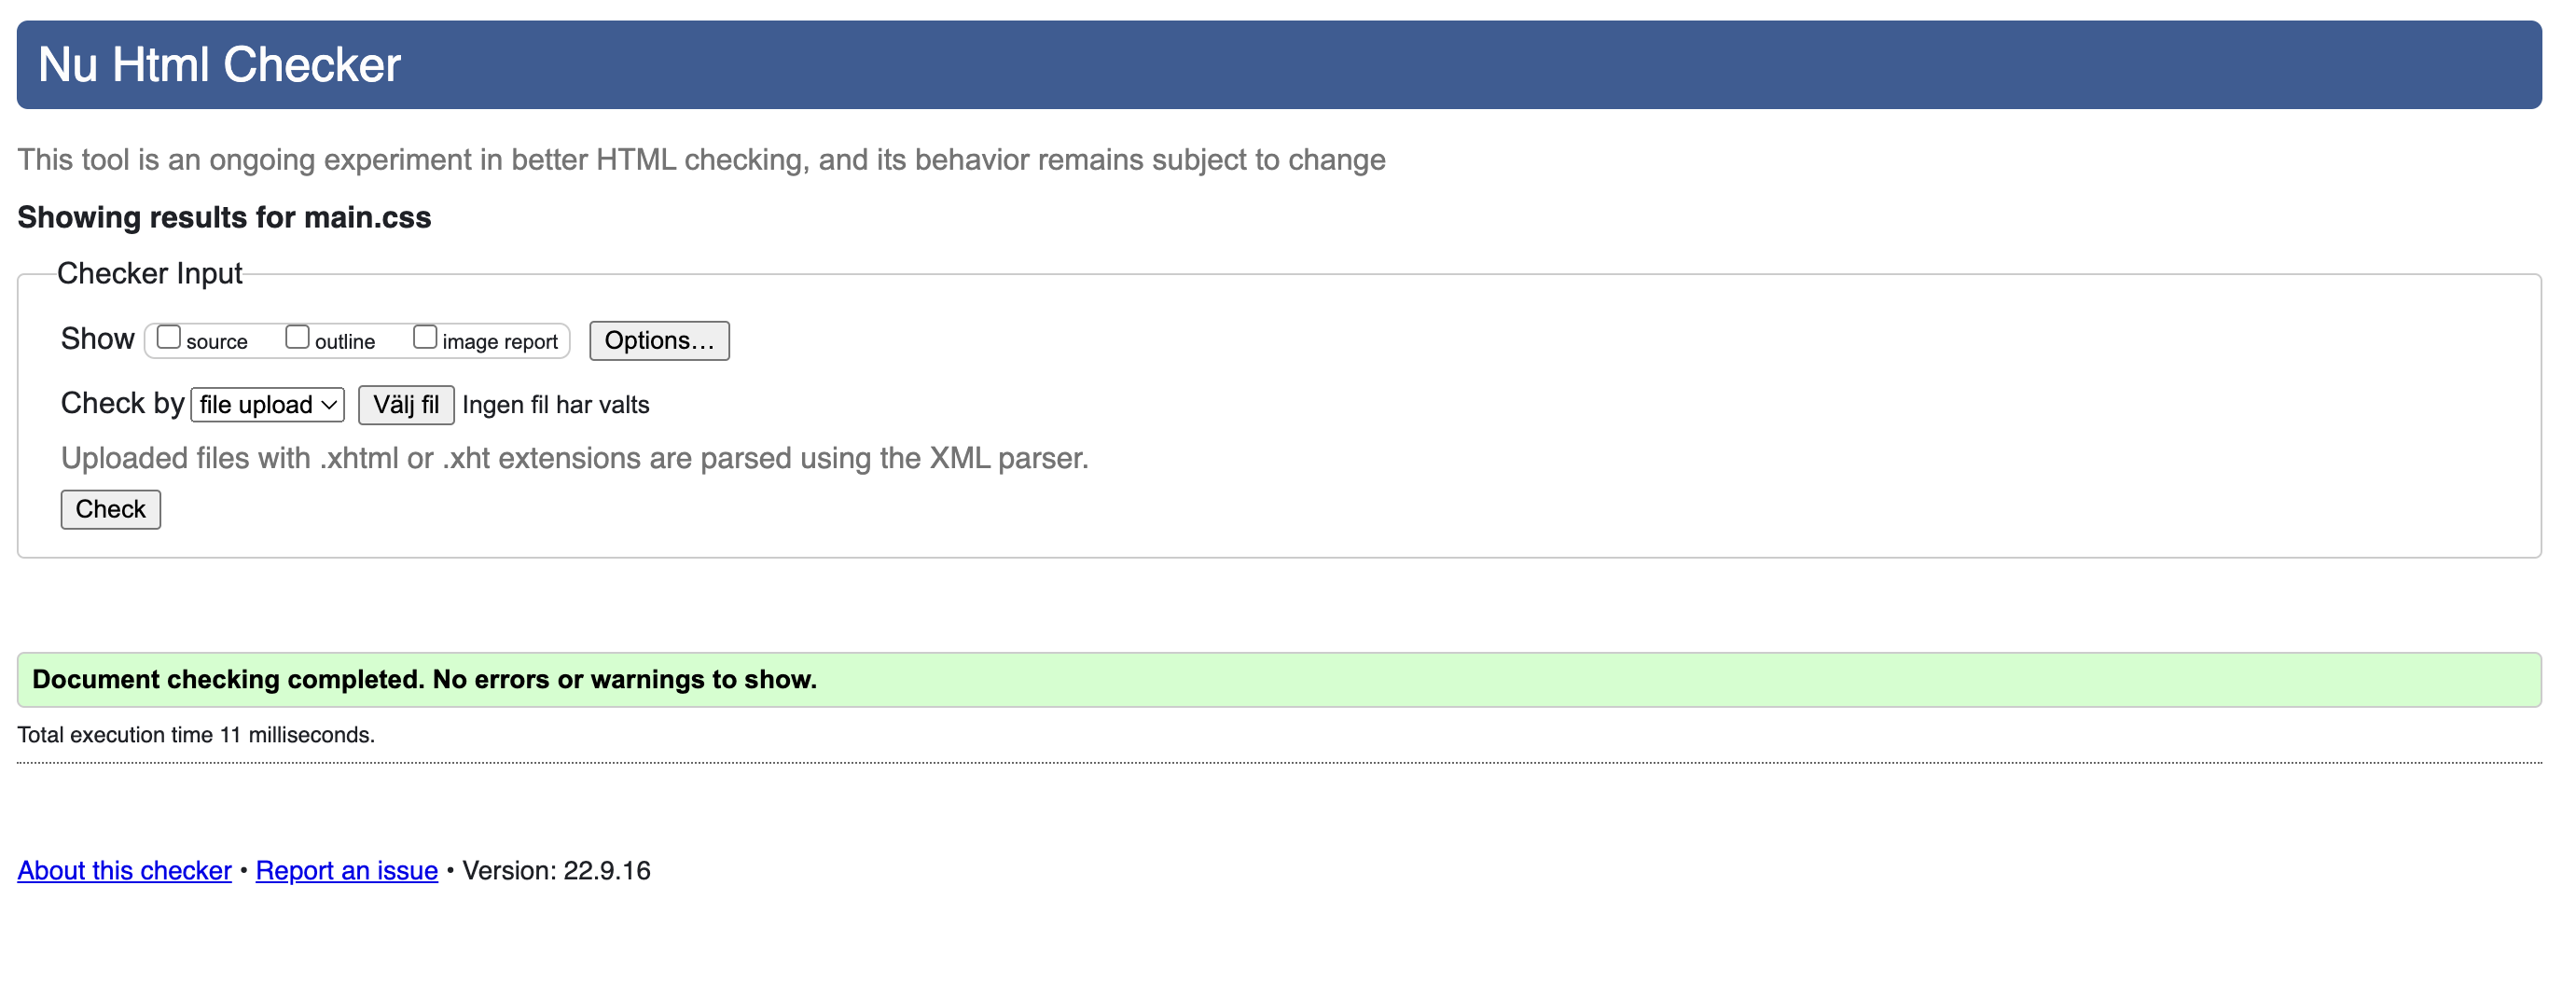 Nu Html Checker
This tool is an ongoing experiment in better HTML checking, and its behavior remains subject to change
Showing results for main.css
Checker Input
Show source outline image report Options...
Check by file upload Välj fil Ingen fil har valts
Uploaded files with .xhtml or .xht extensions are parsed using the XML parser.
Check
Document checking completed. No errors or warnings to show.
Total execution time 11 milliseconds.
About this checker • Report an issue • Version: 22.9.16